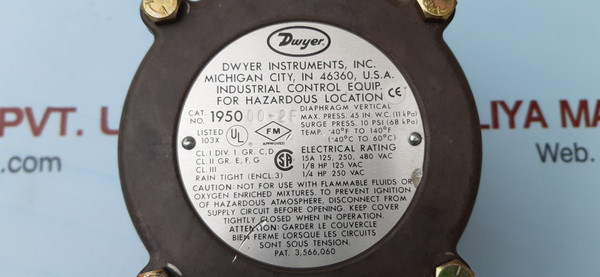 Dwyer
DWYER INSTRUMENTS, INC.
MICHIGAN CITY, IN 46360, U.S.A.
INDUSTRIAL CONTROL EQUIP.
FOR HAZARDOUS LOCATION CE
CAT. NO. 195000-2F
DIAPHRAGM VERTICAL
MAX. PRESS. 45 IN. W.C. (11 kPa)
SURGE PRESS. 10 PSI (68 kPa)
TEMP. -40°F TO 140°F
(-40°C TO 60°C)
LISTED UL
103X
FM
APPROVED
CL. I DIV. 1 GR. C, D
CL. II GR. E, F, G
CL. III
RAIN TIGHT (ENCL. 3)
SA
ELECTRICAL RATING
15A 125, 250, 480 VAC
1/8 HP 125 VAC
1/4 HP 250 VAC
CAUTION: NOT FOR USE WITH FLAMMABLE FLUIDS OR
OXYGEN ENRICHED MIXTURES. TO PREVENT IGNITION
OF HAZARDOUS ATMOSPHERE, DISCONNECT FROM
SUPPLY CIRCUIT BEFORE OPENING. KEEP COVER
TIGHTLY CLOSED WHEN IN OPERATION.
ATTENTION: GARDER LE COUVERCLE
BIEN FERME LORSQUE LES CIRCUITS
SONT SOUS TENSION.
PAT. 3,566,060
PVT.
LIYA MA
Web.